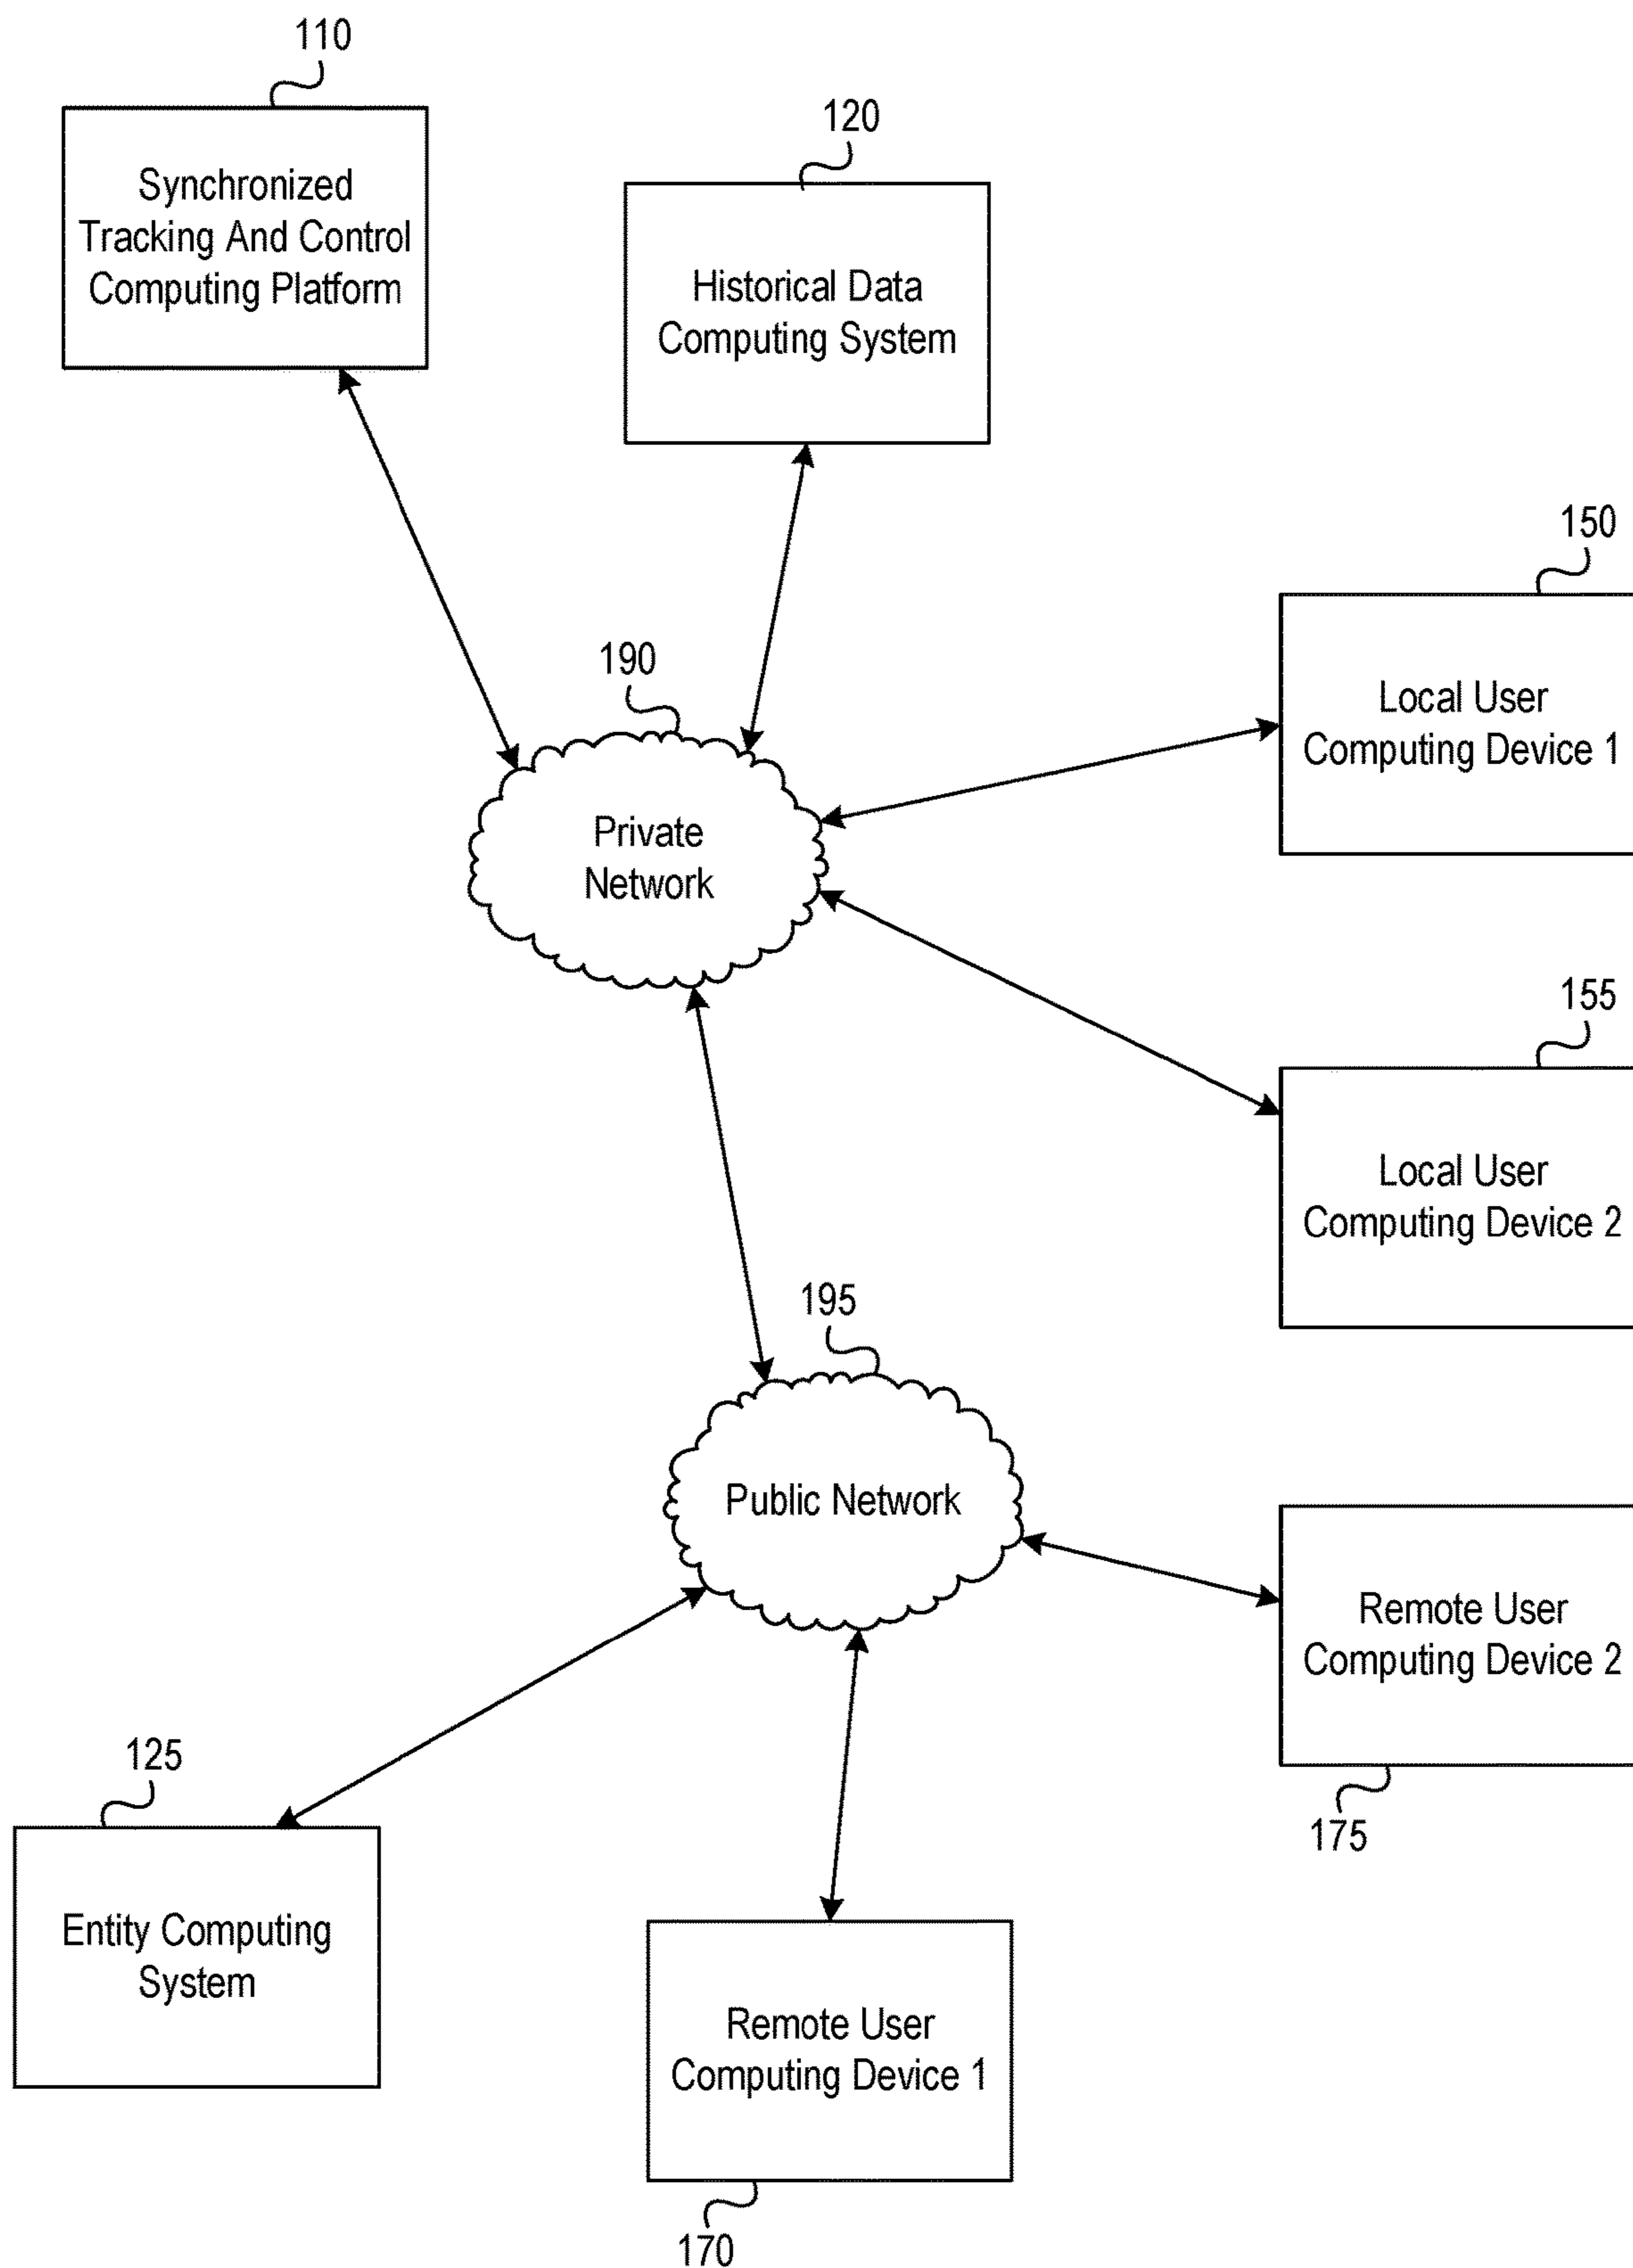 110
Synchronized
Tracking And Control
Computing Platform
120
Historical Data
Computing System
150
Local User
Computing Device 1
190
Private
Network
155
Local User
Computing Device 2
195
Public Network
Remote User
Computing Device 2
175
125
Entity Computing
System
Remote User
Computing Device 1
170